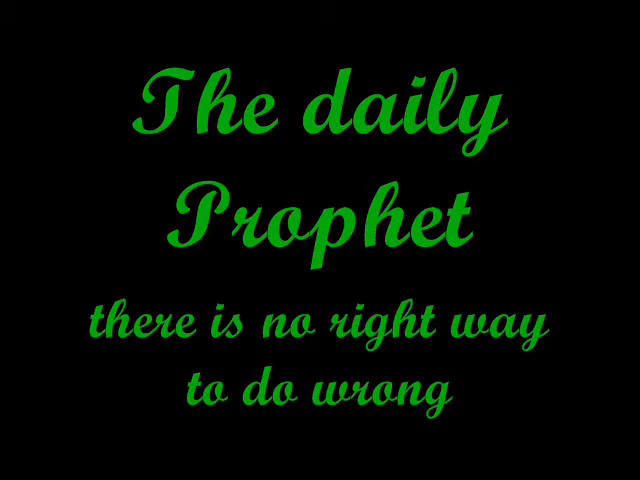 The daily
Prophet
there is no right way
to do wrong